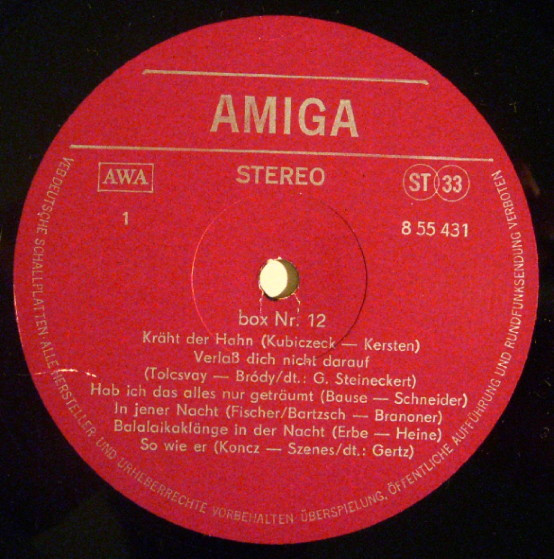 AMIGA
AWA
STEREO
ST 33
1
8 55 431
box Nr. 12
Kräht der Hahn (Kubiczeck — Kersten)
Verlaß dich nicht darauf
(Tolcsvay — Bródy/dt.: G. Steineckert)
Hab ich das alles nur geträumt (Bause — Schneider)
In jener Nacht (Fischer/Bartzsch — Branoner)
Balalaikaklänge in der Nacht (Erbe — Heine)
So wie er (Koncz — Szenes/dt.: Gertz)
VEB DEUTSCHE SCHALLPLATTEN ALLE HERSTELLER- UND URHEBERRECHTE VORBEHALTEN ÜBERSPIELUNG, ÖFFENTLICHE AUFFÜHRUNG UND RUNDFUNKSENDUNG VERBOTEN